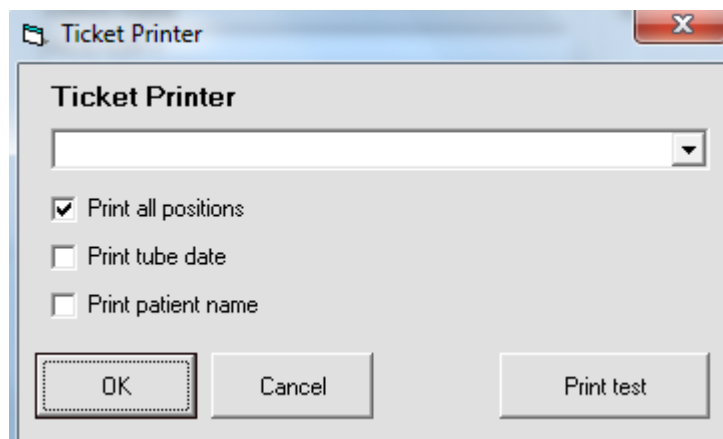 Ticket Printer
Ticket Printer
Print all positions
Print tube date
Print patient name
OK Cancel Print test